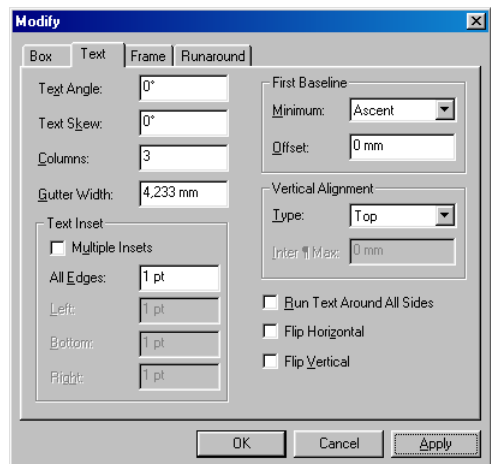 Modify
Box Text Frame Runaround
Text Angle: 0°
Text Skew: 0°
Columns: 3
Gutter Width: 4,233 mm
Text Inset
Multiple Insets
All Edges: 1 pt
Left: 1 pt
Bottom: 1 pt
Right: 1 pt
First Baseline
Minimum: Ascent
Offset: 0 mm
Vertical Alignment
Type: Top
Inter ¶ Max: 0 mm
Run Text Around All Sides
Flip Horizontal
Flip Vertical
OK Cancel Apply